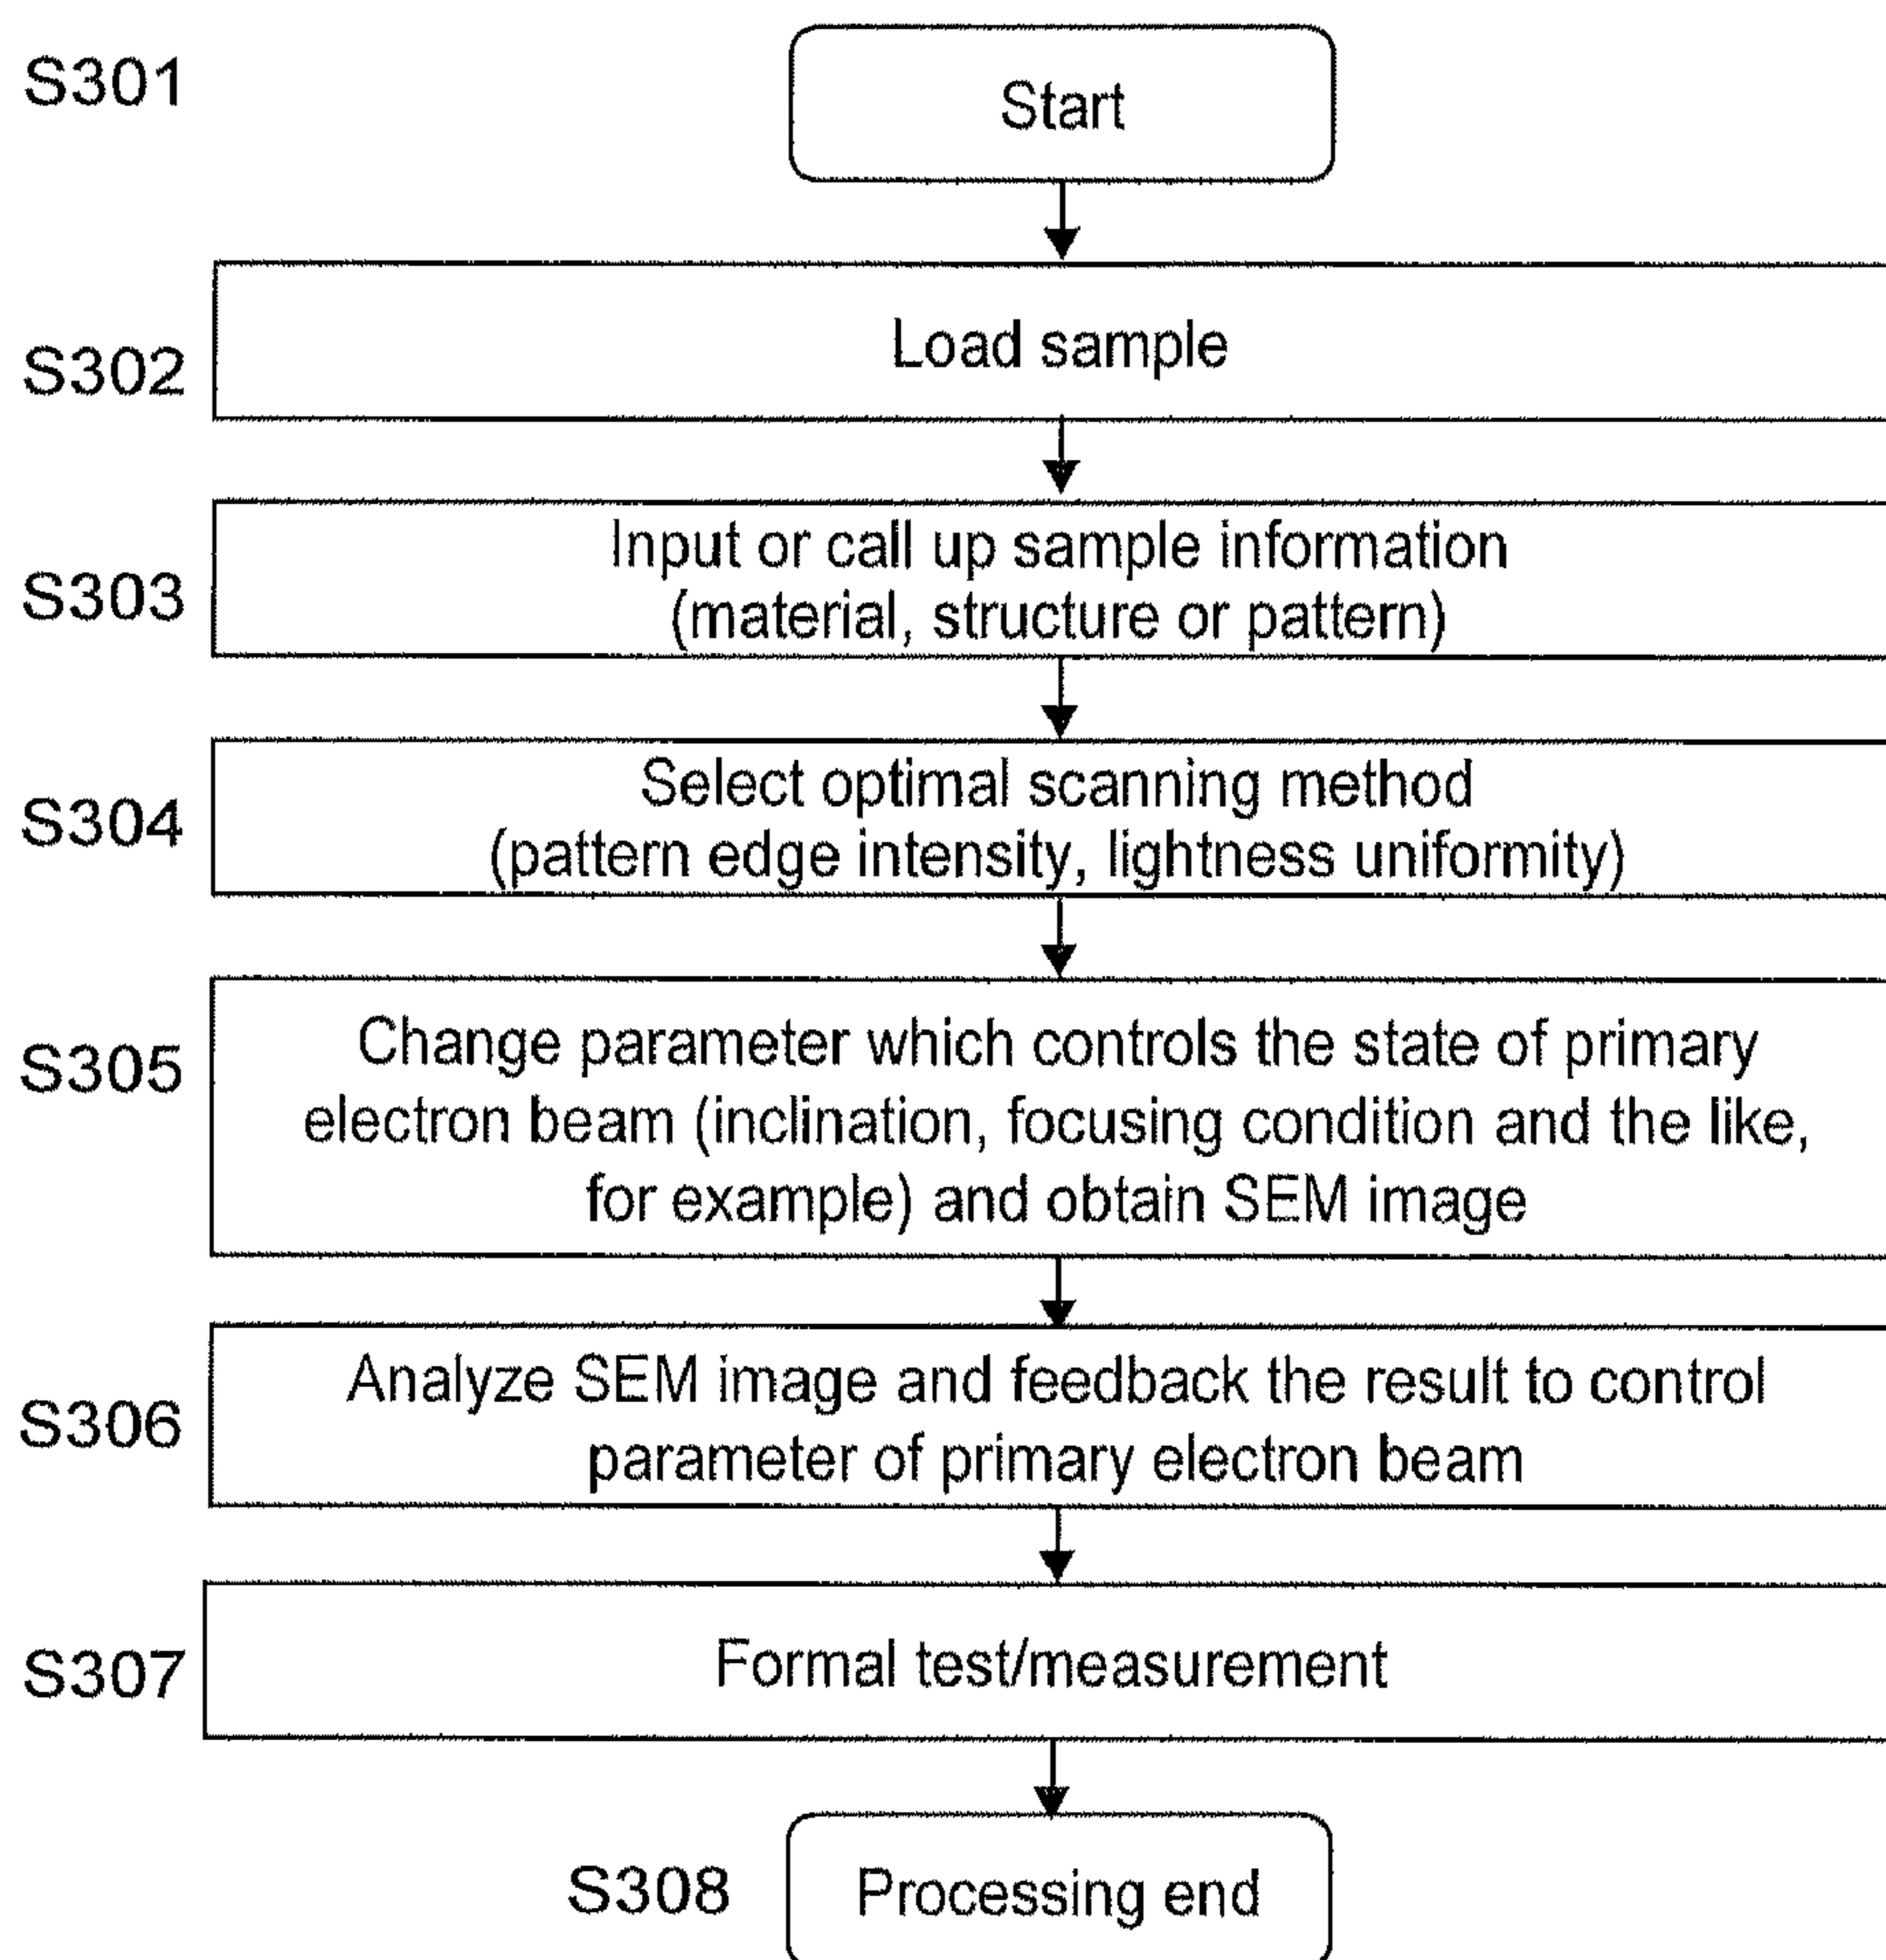 S301
Start
S302
Load sample
S303
Input or call up sample information
(material, structure or pattern)
S304
Select optimal scanning method
(pattern edge intensity, lightness uniformity)
S305
Change parameter which controls the state of primary
electron beam (inclination, focusing condition and the like,
for example) and obtain SEM image
S306
Analyze SEM image and feedback the result to control
parameter of primary electron beam
S307
Formal test/measurement
S308
Processing end